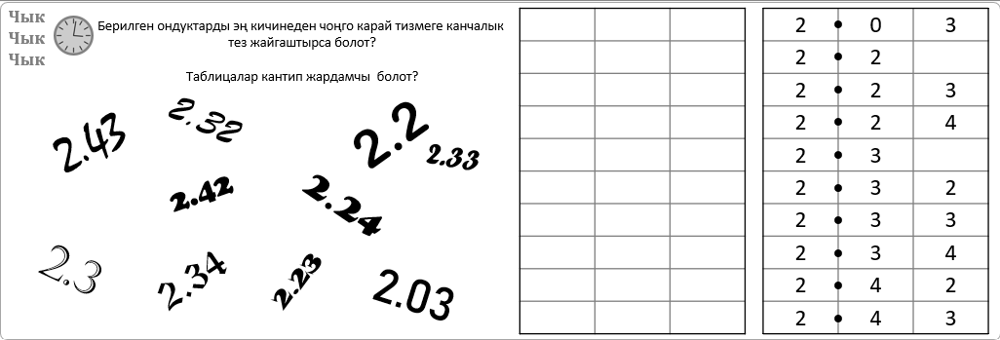 Чык
Чык
Чык
Берилген ондуктарды эң кичинеден чоңго карай тизмеге канчалык
тез жайгаштырса болот?
Таблицалар кантип жардамчы болот?
2.43
2.32
2.2
2.33
2.42
2.24
2.3
2.34
2.23
2.03
2 • 0 3
2 • 2
2 • 2 3
2 • 2 4
2 • 3
2 • 3 2
2 • 3 3
2 • 3 4
2 • 4 2
2 • 4 3